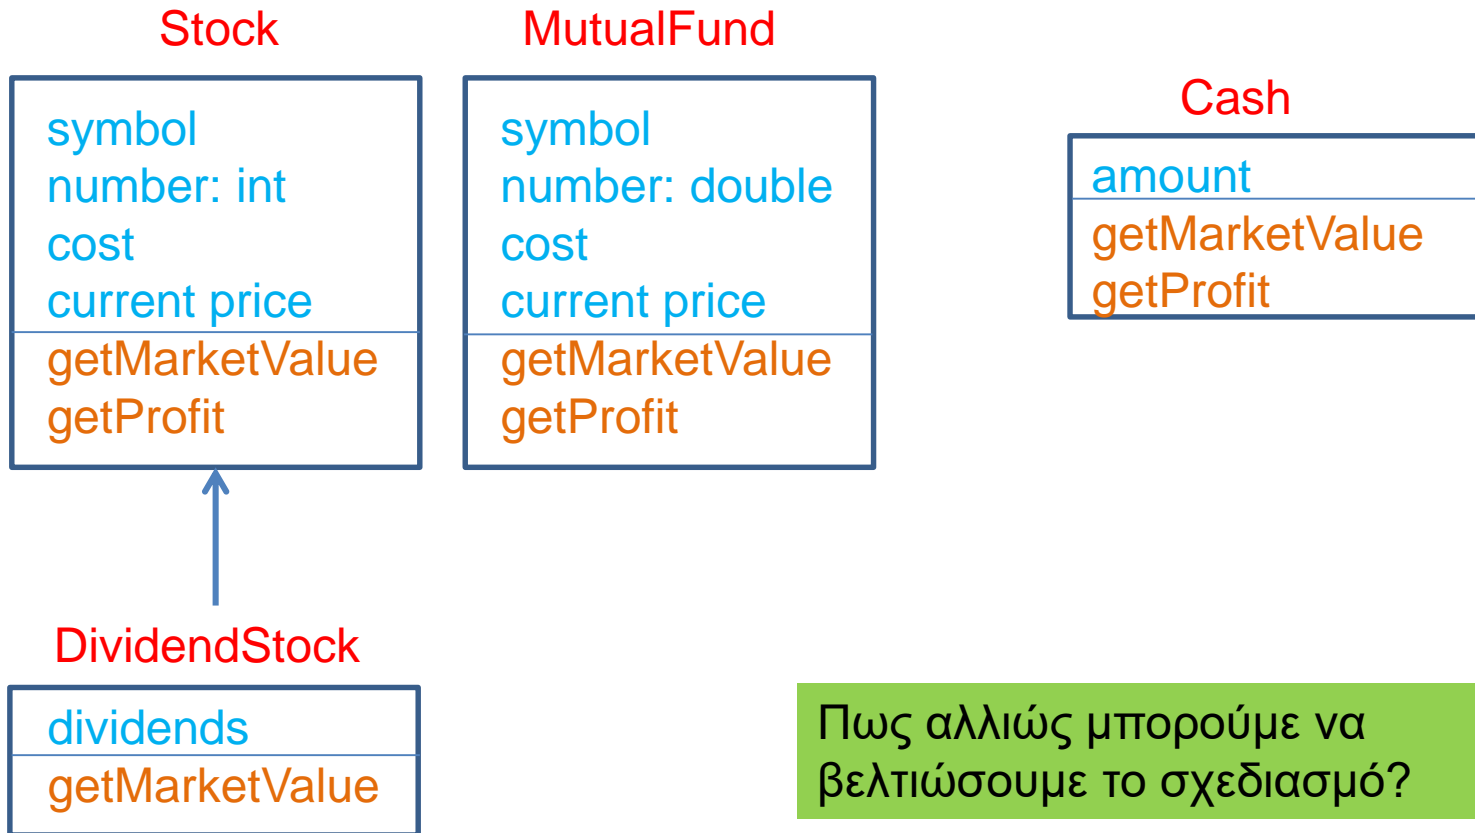 Stock
symbol
number: int
cost
current price
getMarketValue
getProfit
MutualFund
symbol
number: double
cost
current price
getMarketValue
getProfit
Cash
amount
getMarketValue
getProfit
DividendStock
dividends
getMarketValue
Πως αλλιώς μπορούμε να
βελτιώσουμε το σχεδιασμό?